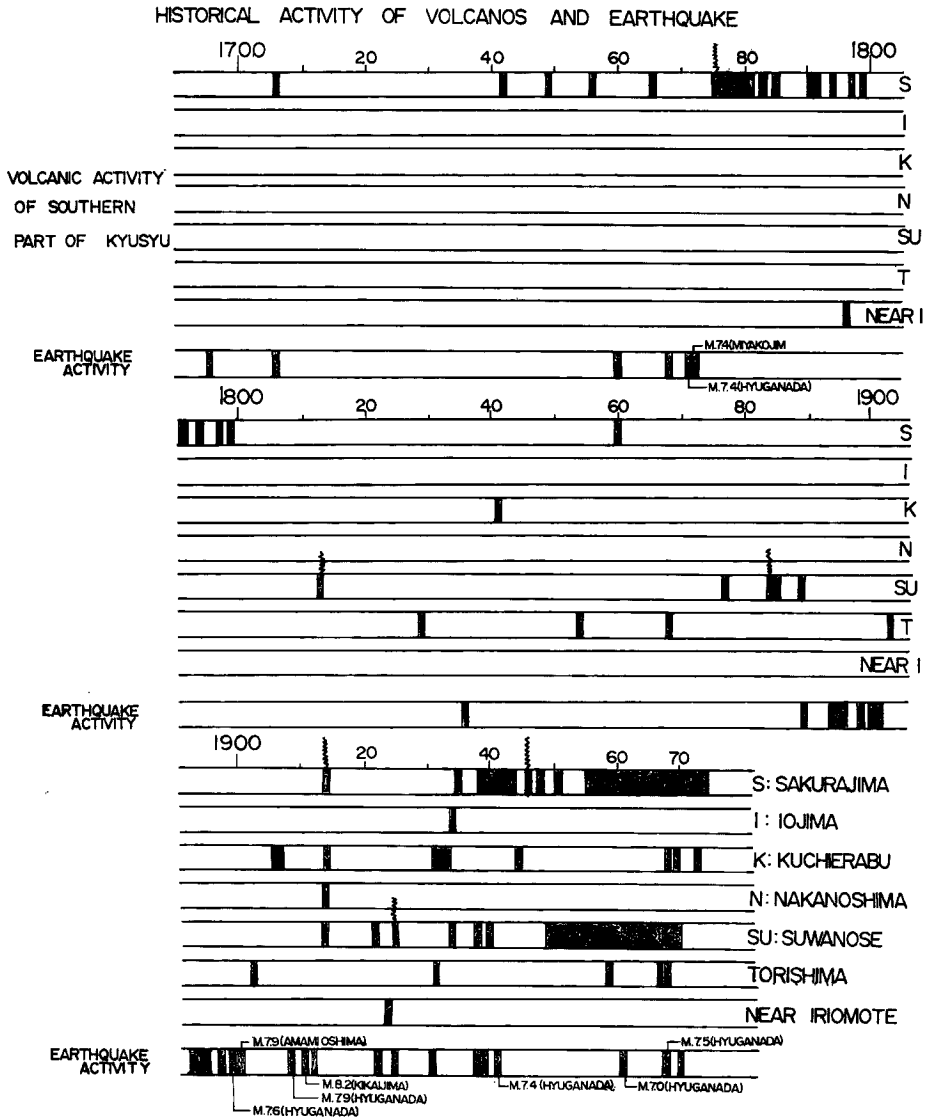 HISTORICAL ACTIVITY OF VOLCANOS AND EARTHQUAKE
1700 20 40 60 80 1800
S
I
K
VOLCANIC ACTIVITY
OF SOUTHERN
N
PART OF KYUSYU
SU
T
NEAR I
EARTHQUAKE
ACTIVITY
M.7.4(MIYAKOJIM
M.7.4(HYUGANADA)
1800 20 40 60 80 1900
S
I
K
N
SU
T
NEAR I
EARTHQUAKE
ACTIVITY
1900 20 40 60 70
S: SAKURAJIMA
I: IOJIMA
K: KUCHIERABU
N: NAKANOSHIMA
SU: SUWANOSE
TORISHIMA
NEAR IRIOMOTE
EARTHQUAKE
ACTIVITY
M.7.9(AMAMI OSHIMA)
M.7.5(HYUGANADA)
M.8.2(KIKAIJIMA)
M.7.4 (HYUGANADA)
M.7.0(HYUGANADA)
M.7.9(HYUGANADA)
M.7.6(HYUGANADA)